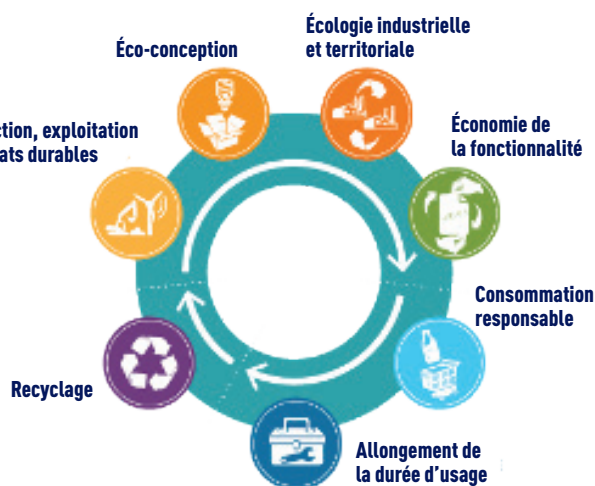 Éco-conception
Écologie industrielle
et territoriale
ction, exploitation
ats durables
Économie de
la fonctionnalité
Consommation
responsable
Recyclage
Allongement de
la durée d'usage